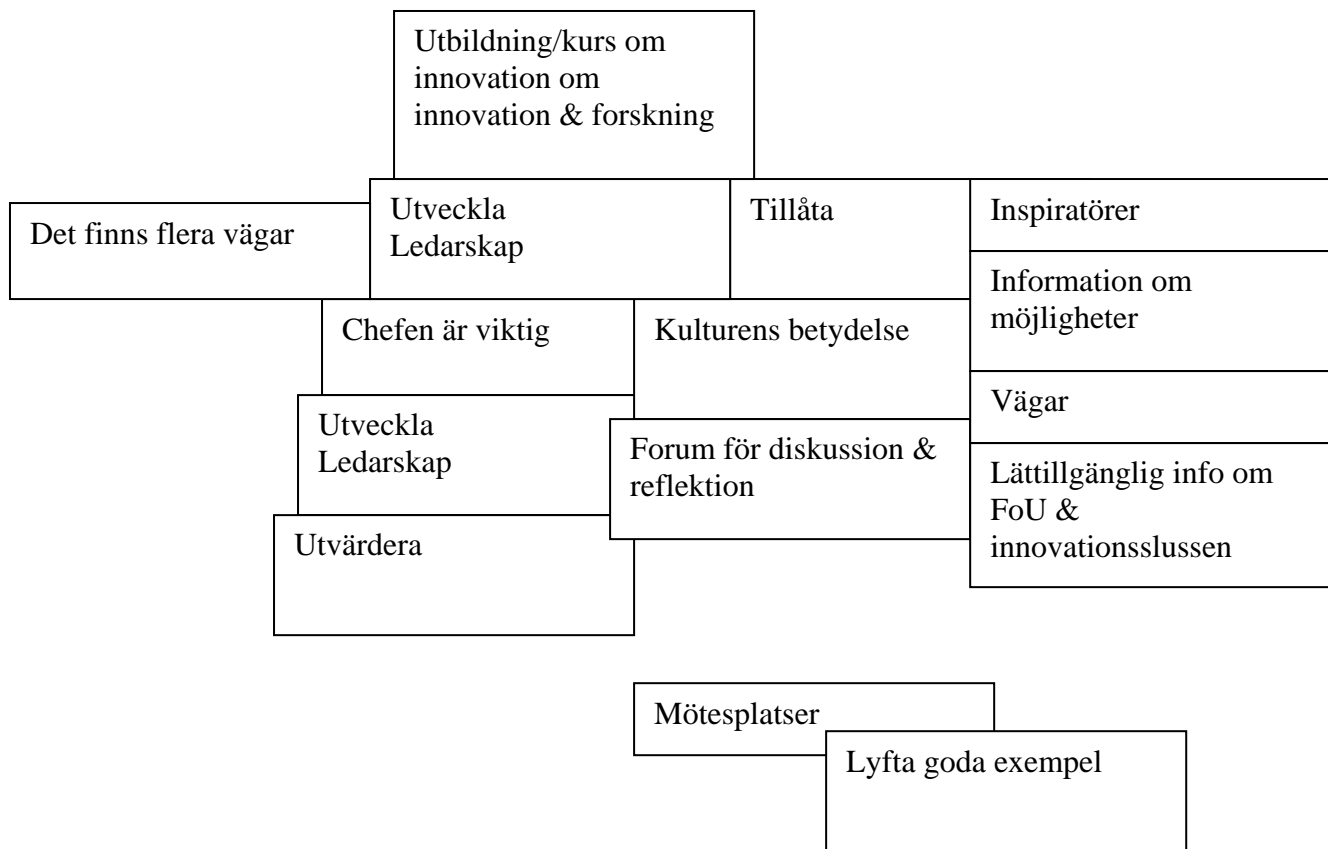 Utbildning/kurs om
innovation om
innovation & forskning
Det finns flera vägar
Utveckla
Ledarskap
Tillåta
Inspiratörer
Information om
möjligheter
Chefen är viktig
Kulturens betydelse
Vägar
Utveckla
Ledarskap
Forum för diskussion &
reflektion
Lättillgänglig info om
FoU &
innovationsslussen
Utvärdera
Mötesplatser
Lyfta goda exempel